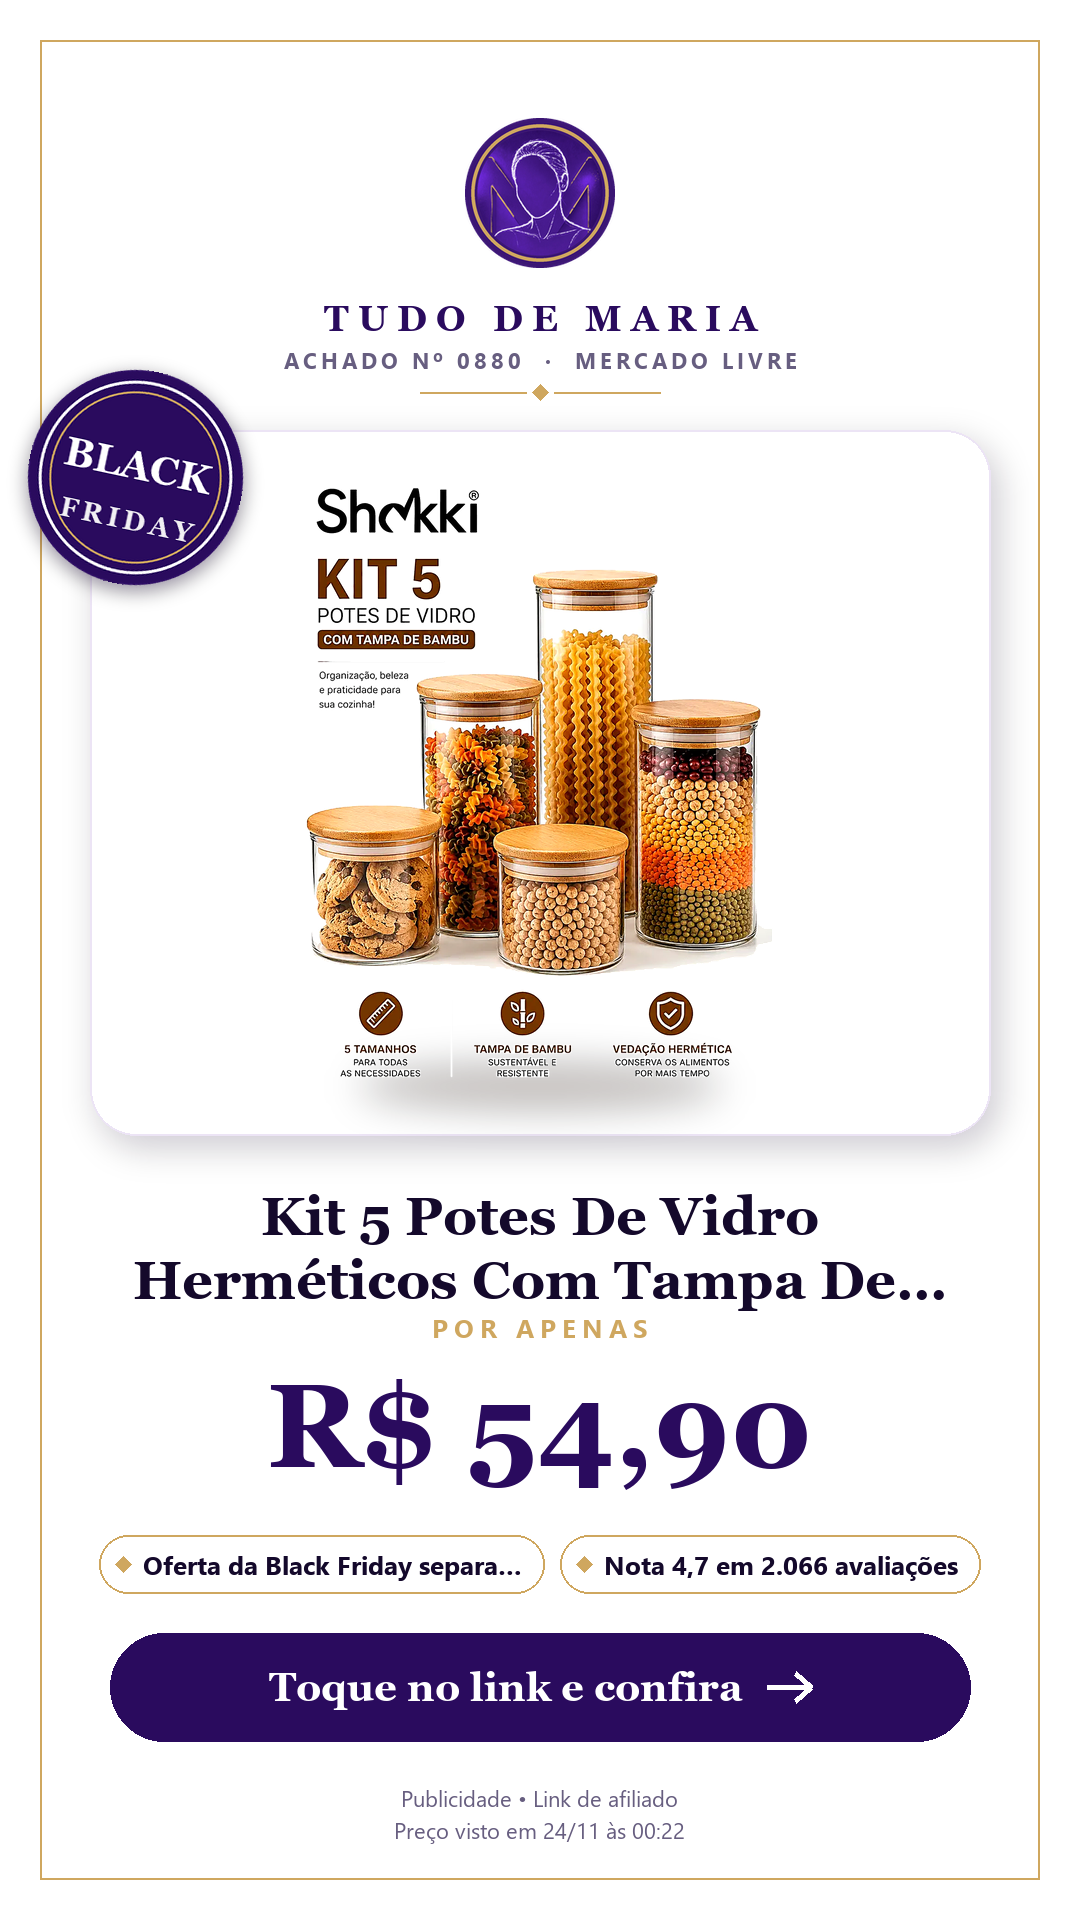 TUDO DE MARIA
ACHADO Nº 0880 · MERCADO LIVRE
BLACK
FRIDAY
Shakki®
KIT 5
POTES DE VIDRO
COM TAMPA DE BAMBU
Organização, beleza
e praticidade para
sua cozinha!
5 TAMANHOS
PARA TODAS
AS NECESSIDADES
TAMPA DE BAMBU
SUSTENTÁVEL E
RESISTENTE
VEDAÇÃO HERMÉTICA
CONSERVA OS ALIMENTOS
POR MAIS TEMPO
Kit 5 Potes De Vidro
Herméticos Com Tampa De...
POR APENAS
R$ 54,90
Oferta da Black Friday separa...
Nota 4,7 em 2.066 avaliações
Toque no link e confira →
Publicidade • Link de afiliado
Preço visto em 24/11 às 00:22